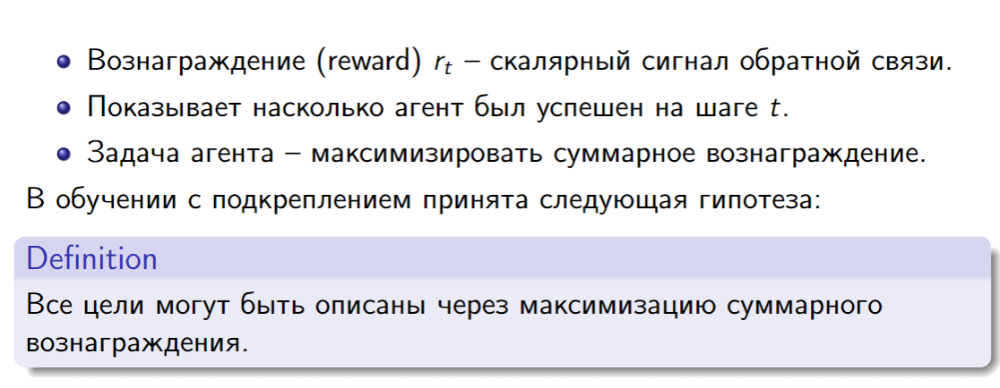 Вознаграждение (reward) r_t – скалярный сигнал обратной связи.
Показывает насколько агент был успешен на шаге t.
Задача агента – максимизировать суммарное вознаграждение.
В обучении с подкреплением принята следующая гипотеза:
Definition
Все цели могут быть описаны через максимизацию суммарного
вознаграждения.